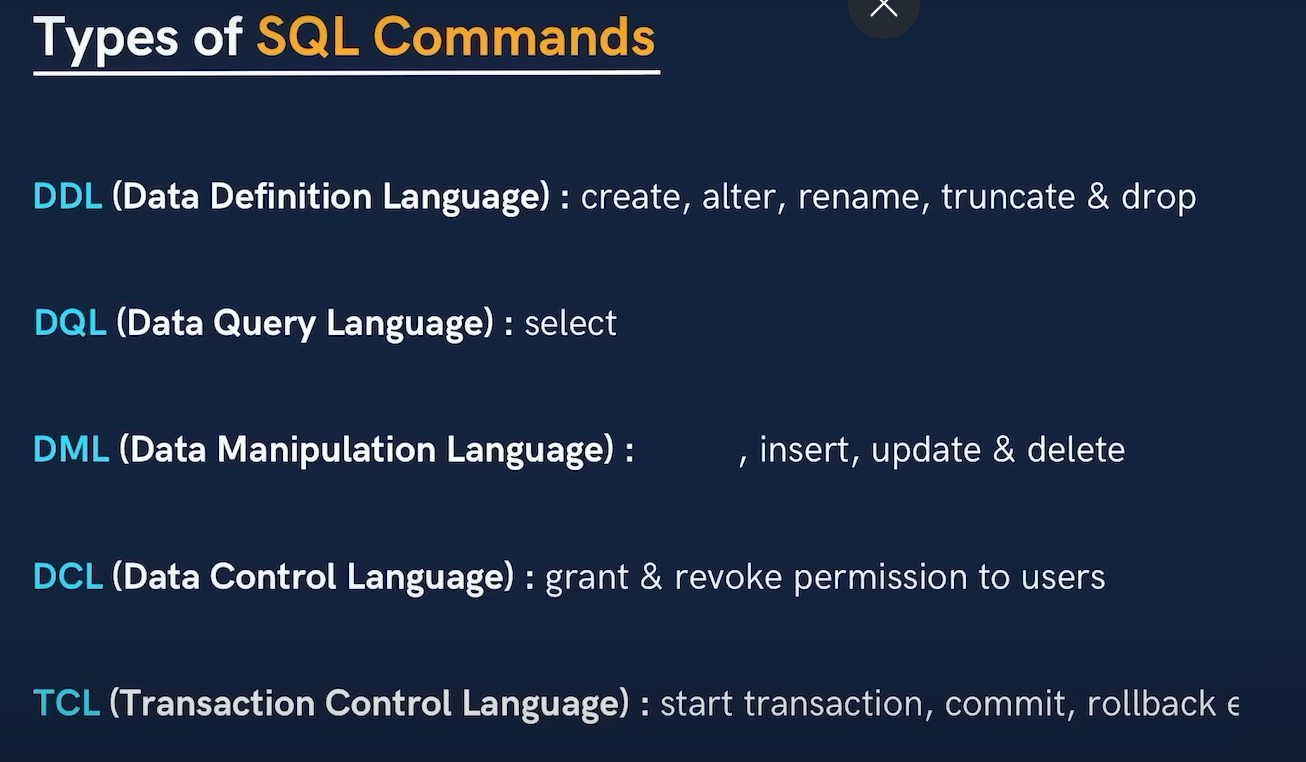 Types of SQL Commands
DDL (Data Definition Language) : create, alter, rename, truncate & drop
DQL (Data Query Language) : select
DML (Data Manipulation Language) : , insert, update & delete
DCL (Data Control Language) : grant & revoke permission to users
TCL (Transaction Control Language) : start transaction, commit, rollback